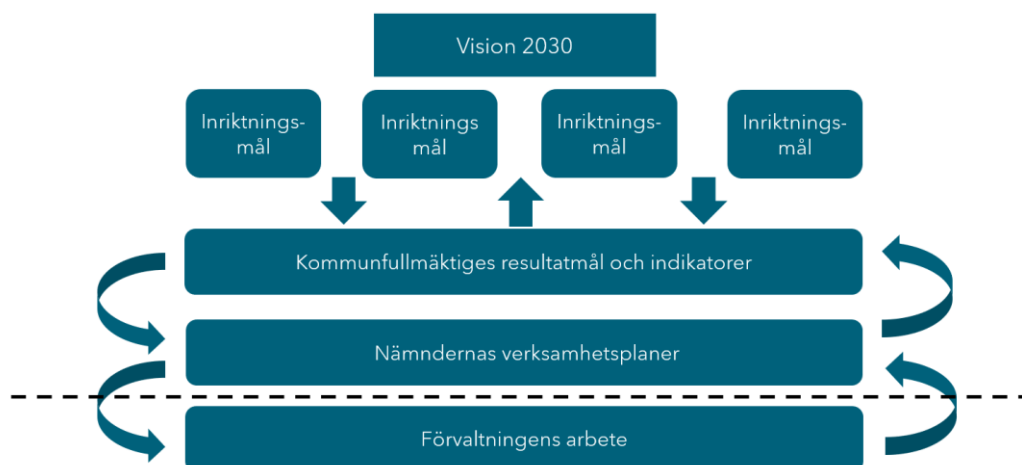 Vision 2030
Inriktnings-
mål
Inriktnings
mål
Inriktnings-
mål
Inriktnings-
mål
Kommunfullmäktiges resultatmål och indikatorer
Nämndernas verksamhetsplaner
Förvaltningens arbete